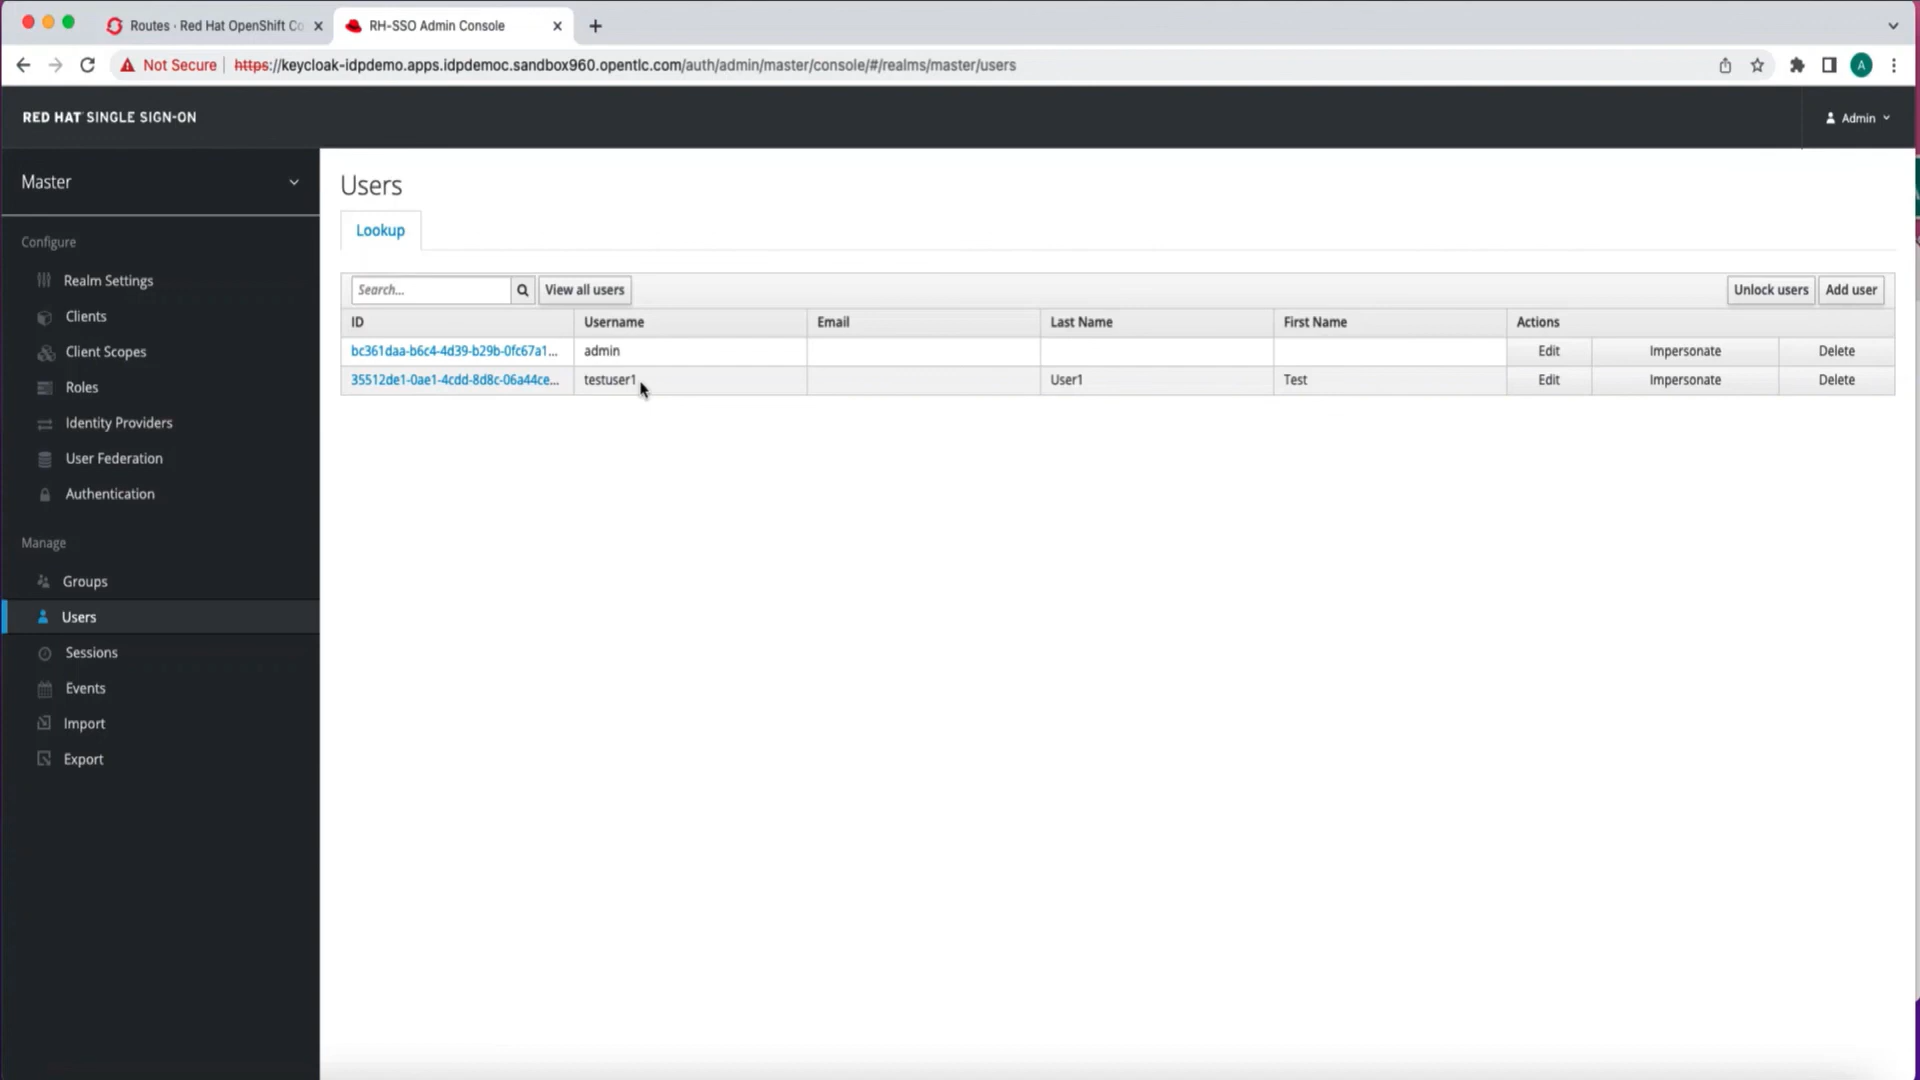 Routes · Red Hat OpenShift Co
RH-SSO Admin Console
Not Secure
https://keycloak-idpdemo.apps.idpdemoc.sandbox960.opentlc.com/auth/admin/master/console/#/realms/master/users
A
RED HAT SINGLE SIGN-ON
Admin
Master
Configure
Realm Settings
Clients
Client Scopes
Roles
Identity Providers
User Federation
Authentication
Manage
Groups
Users
Sessions
Events
Import
Export
Users
Lookup
Search...
View all users
Unlock users
Add user
ID Username Email Last Name First Name Actions
bc361daa-b6c4-4d39-b29b-0fc67a1... admin Edit Impersonate Delete
35512de1-0ae1-4cdd-8d8c-06a44ce... testuser1 User1 Test Edit Impersonate Delete